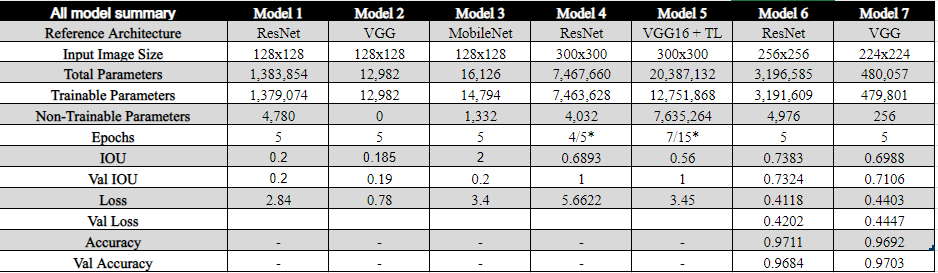 All model summary Model 1 Model 2 Model 3 Model 4 Model 5 Model 6 Model 7
Reference Architecture ResNet VGG MobileNet ResNet VGG16 + TL ResNet VGG
Input Image Size 128x128 128x128 128x128 300x300 300x300 256x256 224x224
Total Parameters 1,383,854 12,982 16,126 7,467,660 20,387,132 3,196,585 480,057
Trainable Parameters 1,379,074 12,982 14,794 7,463,628 12,751,868 3,191,609 479,801
Non-Trainable Parameters 4,780 0 1,332 4,032 7,635,264 4,976 256
Epochs 5 5 5 4/5* 7/15* 5 5
IOU 0.2 0.185 2 0.6893 0.56 0.7383 0.6988
Val IOU 0.2 0.19 0.2 1 1 0.7324 0.7106
Loss 2.84 0.78 3.4 5.6622 3.45 0.4118 0.4403
Val Loss 0.4202 0.4447
Accuracy - - - - - 0.9711 0.9692
Val Accuracy - - - - - 0.9684 0.9703